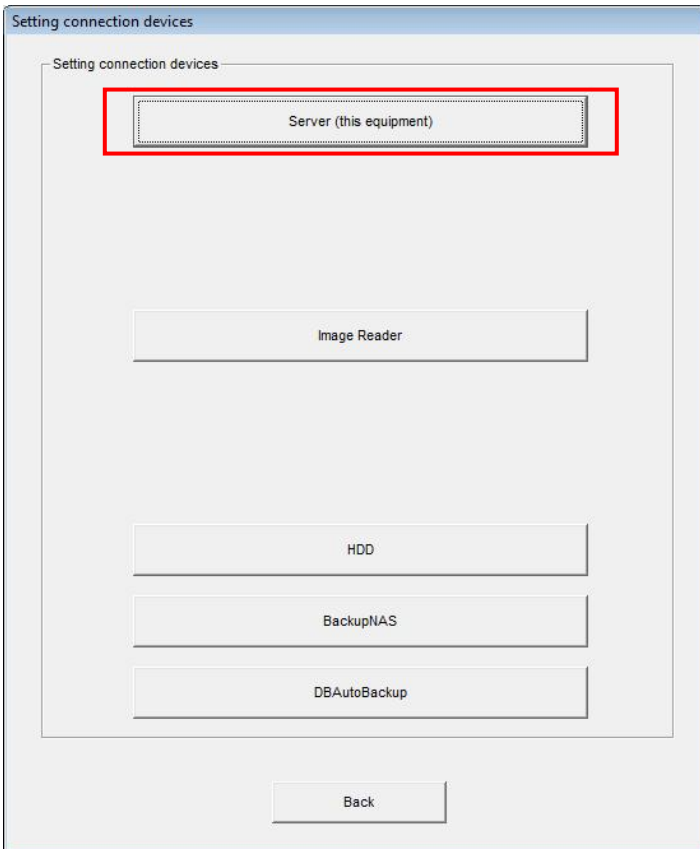 Setting connection devices
Setting connection devices
Server (this equipment)
Image Reader
HDD
BackupNAS
DBAutoBackup
Back